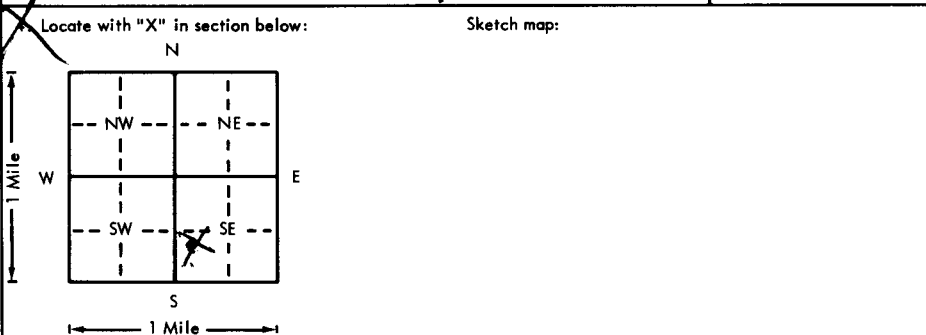 Locate with "X" in section below: Sketch map:
N
NW NE
1 Mile W E
SW SE
X
S
1 Mile